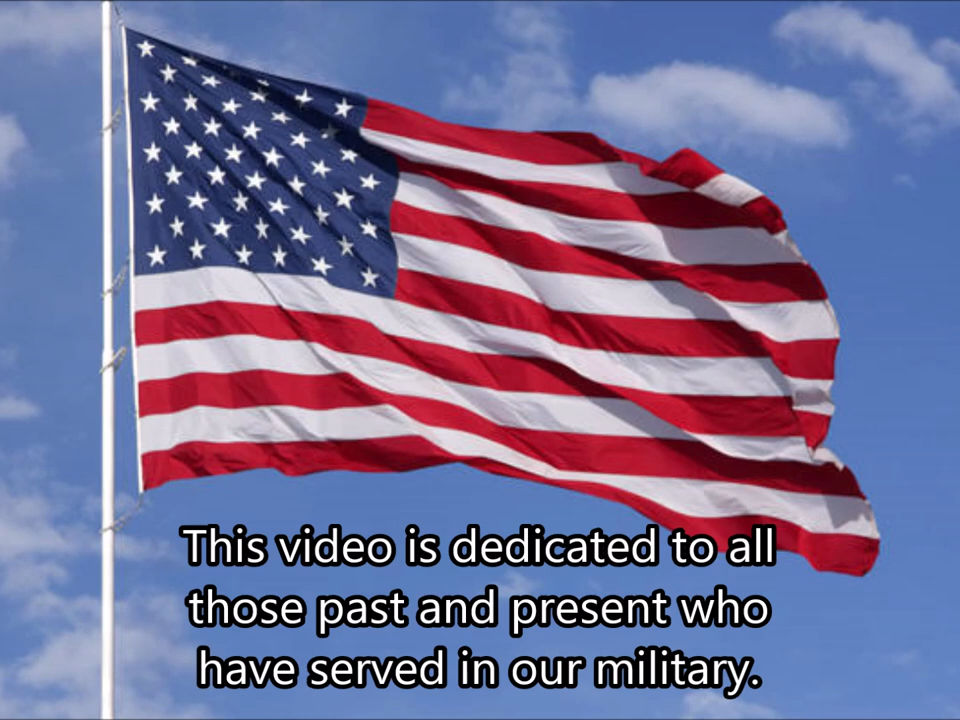 This video is dedicated to all
those past and present who
have served in our military.